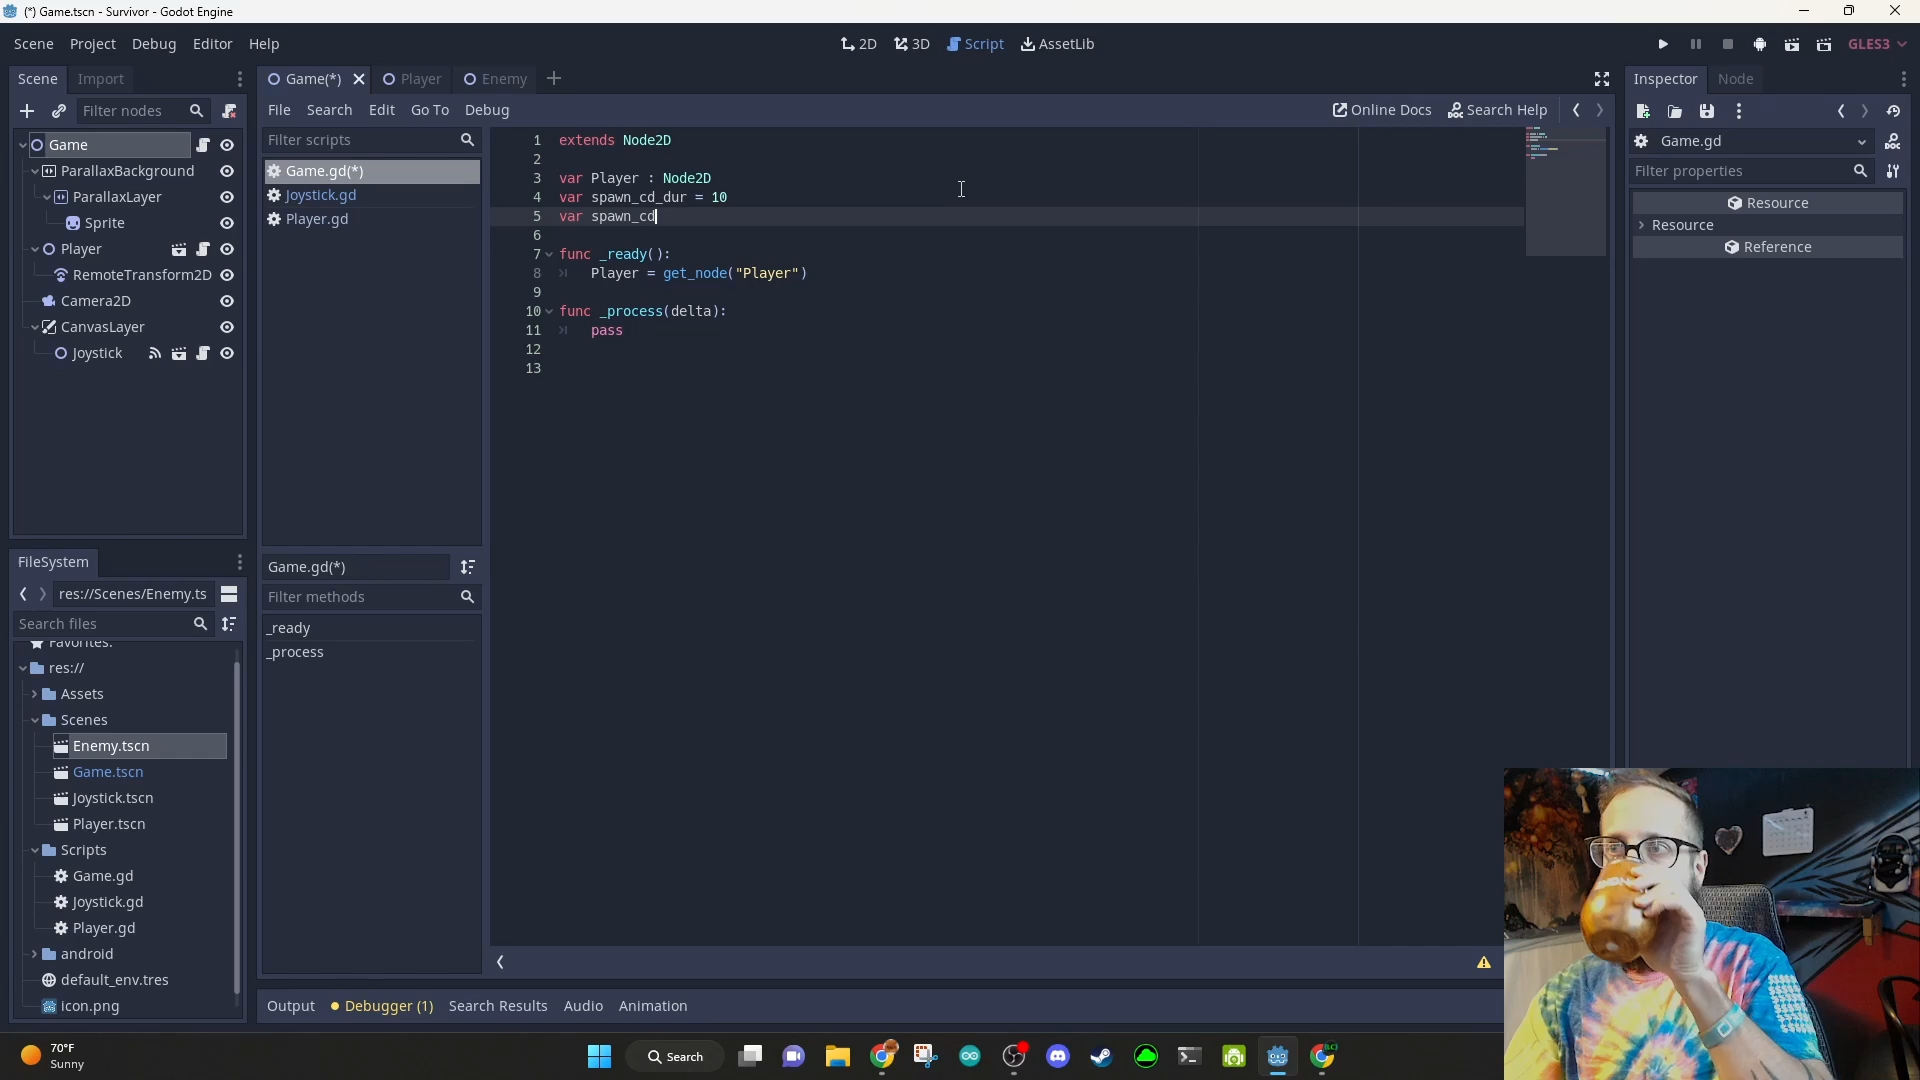 (*) Game.tscn - Survivor - Godot Engine
Scene Project Debug Editor Help
2D 3D Script AssetLib
GLES3
Scene Import
Game(*) Player Enemy
Inspector Node
Filter nodes
File Search Edit Go To Debug
Online Docs Search Help
Filter scripts
Game.gd
Filter properties
Game
ParallaxBackground
ParallaxLayer
Sprite
Player
RemoteTransform2D
Camera2D
CanvasLayer
Joystick
Game.gd(*)
Joystick.gd
Player.gd
1 extends Node2D
2
3 var Player : Node2D
4 var spawn_cd_dur = 10
5 var spawn_cd
6
7 func _ready():
8 Player = get_node("Player")
9
10 func _process(delta):
11 pass
12
13
Resource
Resource
Reference
FileSystem
res://Scenes/Enemy.ts
Search files
Favorites:
res://
Assets
Scenes
Enemy.tscn
Game.tscn
Joystick.tscn
Player.tscn
Scripts
Game.gd
Joystick.gd
Player.gd
android
default_env.tres
icon.png
Game.gd(*)
Filter methods
_ready
_process
Output Debugger (1) Search Results Audio Animation
70°F
Sunny
Search